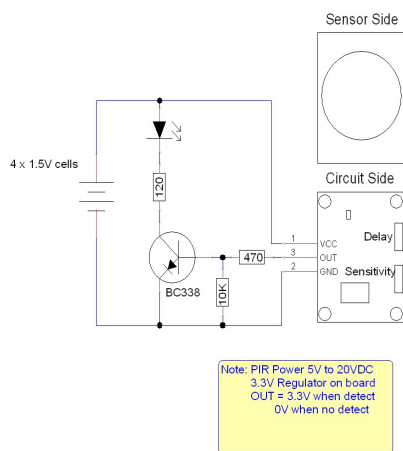 Sensor Side
4 x 1.5V cells
120
Circuit Side
1
VCC
Delay
470
3
OUT
2
GND
Sensitivity
BC338
10K
Note: PIR Power 5V to 20VDC
3.3V Regulator on board
OUT = 3.3V when detect
0V when no detect